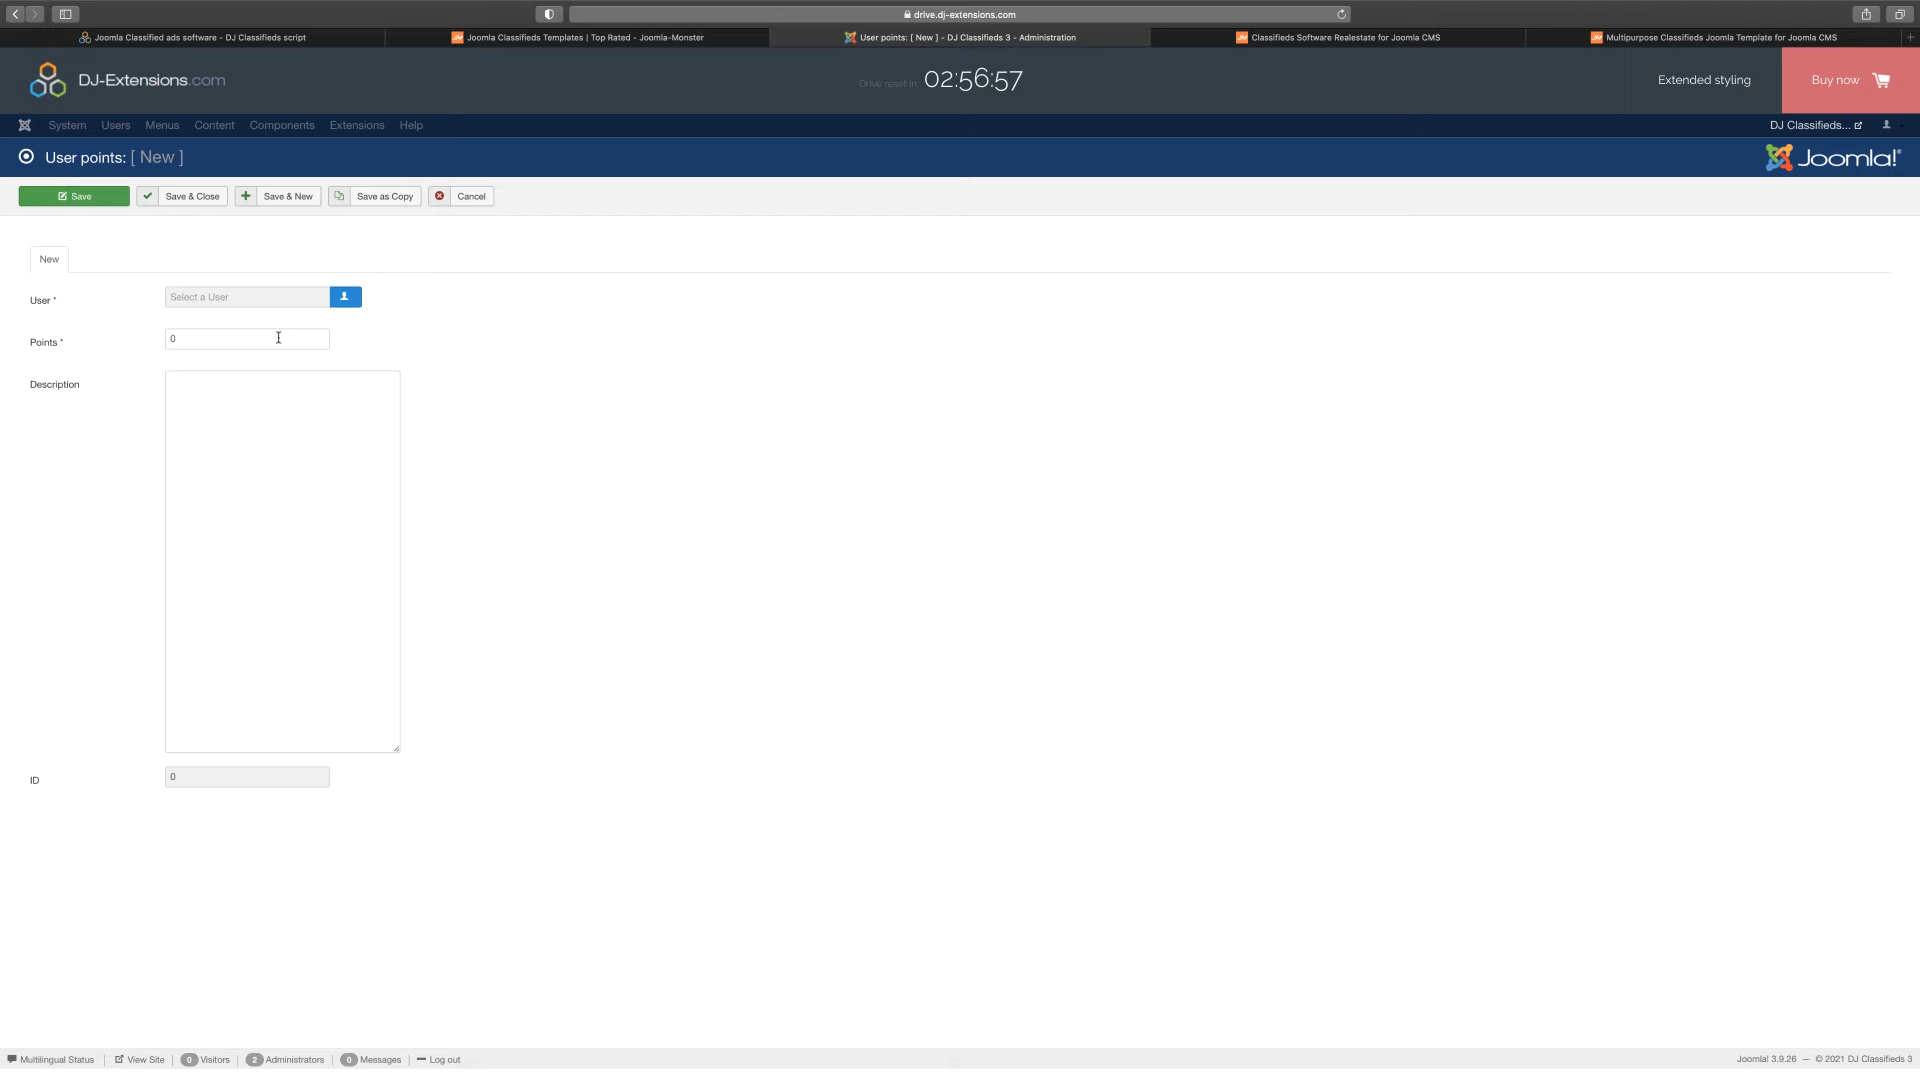 drive.dj-extensions.com
Joomla Classified ads software - DJ Classifieds script
Joomla Classifieds Templates | Top Rated - Joomla-Monster
User points: [ New ] - DJ Classifieds 3 - Administration
Classifieds Software Realestate for Joomla CMS
Multipurpose Classifieds Joomla Template for Joomla CMS
DJ-Extensions.com
Drive reset in 02:56:57
Extended styling
Buy now
System Users Menus Content Components Extensions Help
DJ Classifieds...
User points: [ New ]
Joomla!®
Save
Save & Close
Save & New
Save as Copy
Cancel
New
User *
Select a User
Points *
0
Description
ID
0
Multilingual Status | View Site | 0 Visitors | 2 Administrators | 0 Messages | Log out
Joomla! 3.9.26 — © 2021 DJ Classifieds 3